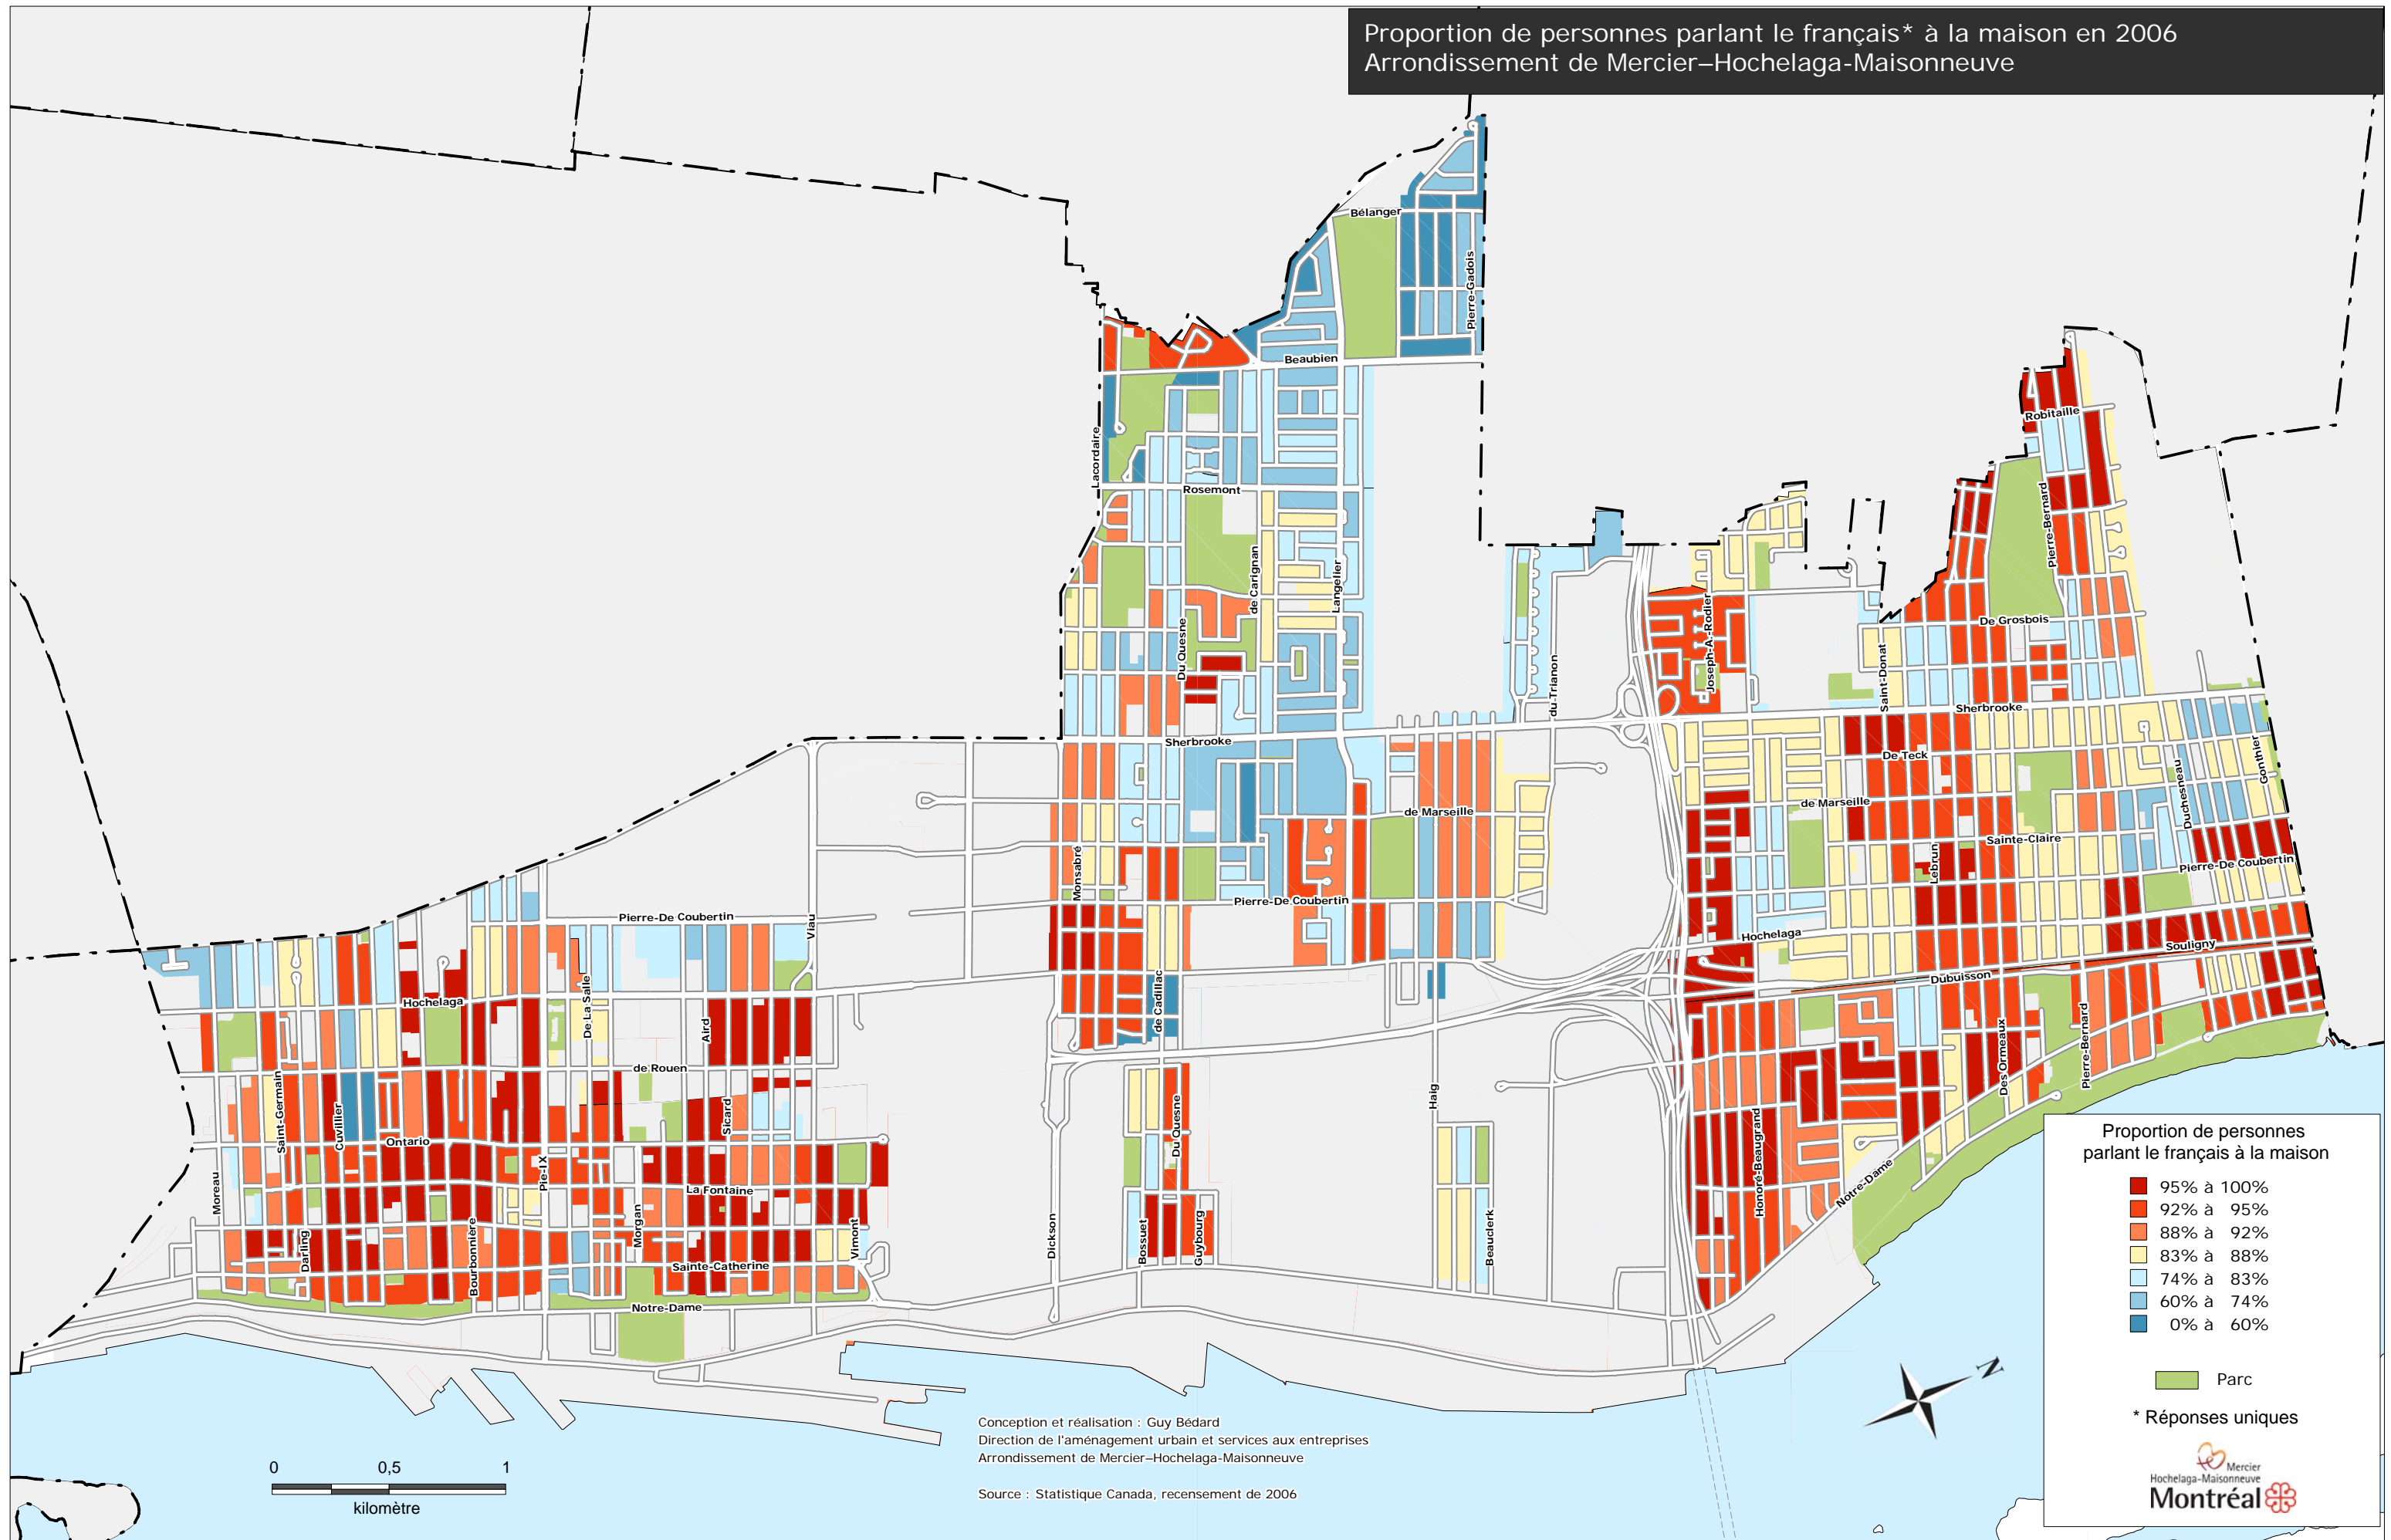 Proportion de personnes parlant le français* à la maison en 2006
Arrondissement de Mercier–Hochelaga-Maisonneuve
Bélanger
Pierre-Gadois
Beaubien
Lacordaire
Robitaille
Rosemont
Pierre-Bernard
de Carignan
Langelier
Du Quesne
Joseph-A.-Rodier
De Grosbois
du Trianon
Saint-Donat
Sherbrooke
Sherbrooke
De Teck
Gonthier
Duchesneau
de Marseille
de Marseille
Sainte-Claire
Monsabré
Lebrun
Pierre-De Coubertin
Pierre-De Coubertin
Pierre-De Coubertin
Viau
Hochelaga
Souligny
Dubuisson
Hochelaga
De La Salle
Aird
de Cadillac
Des Ormeaux
Pierre-Bernard
de Rouen
Saint-Germain
Cuvillier
Sicard
Haig
Du Quesne
Ontario
Honoré-Beaugrand
Pie-IX
Moreau
La Fontaine
Notre-Dame
Morgan
Darling
Bourbonnière
Vimont
Dickson
Bossuet
Guybourg
Beauclerk
Sainte-Catherine
Notre-Dame
Proportion de personnes
parlant le français à la maison
95% à 100%
92% à 95%
88% à 92%
83% à 88%
74% à 83%
60% à 74%
0% à 60%
Parc
* Réponses uniques
Mercier
Hochelaga-Maisonneuve
Montréal
N
Conception et réalisation : Guy Bédard
Direction de l'aménagement urbain et services aux entreprises
Arrondissement de Mercier–Hochelaga-Maisonneuve
Source : Statistique Canada, recensement de 2006
0 0,5 1
kilomètre